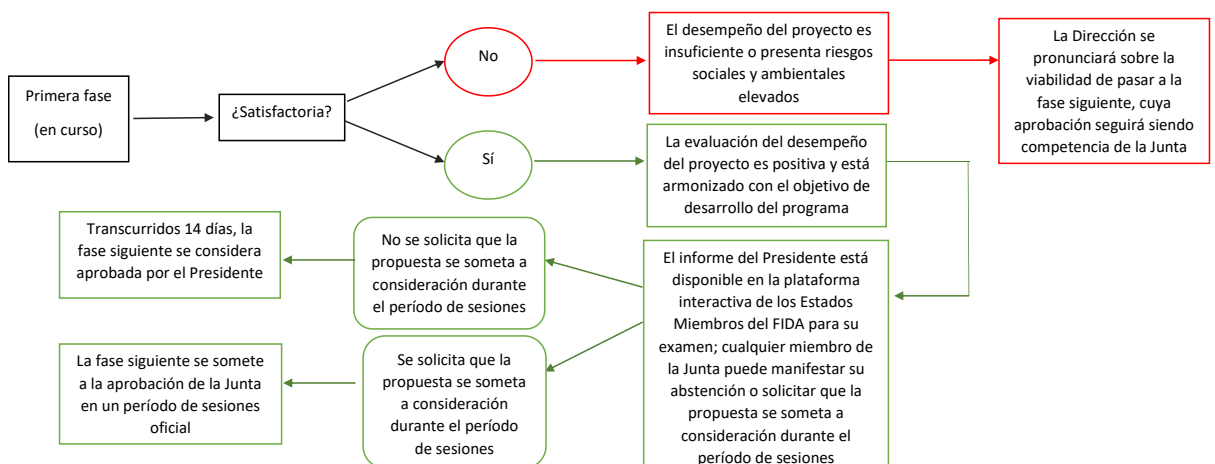 Primera fase
(en curso)
¿Satisfactoria?
No
El desempeño del proyecto es
insuficiente o presenta riesgos
sociales y ambientales
elevados
La Dirección se
pronunciará sobre la
viabilidad de pasar a la
fase siguiente, cuya
aprobación seguirá siendo
competencia de la Junta
Sí
La evaluación del desempeño
del proyecto es positiva y está
armonizado con el objetivo de
desarrollo del programa
El informe del Presidente está
disponible en la plataforma
interactiva de los Estados
Miembros del FIDA para su
examen; cualquier miembro de
la Junta puede manifestar su
abstención o solicitar que la
propuesta se someta a
consideración durante el
período de sesiones
No se solicita que la
propuesta se someta a
consideración durante
el período de sesiones
Transcurridos 14 días, la
fase siguiente se considera
aprobada por el Presidente
Se solicita que la
propuesta se someta
a consideración
durante el período
de sesiones
La fase siguiente se somete
a la aprobación de la Junta
en un período de sesiones
oficial